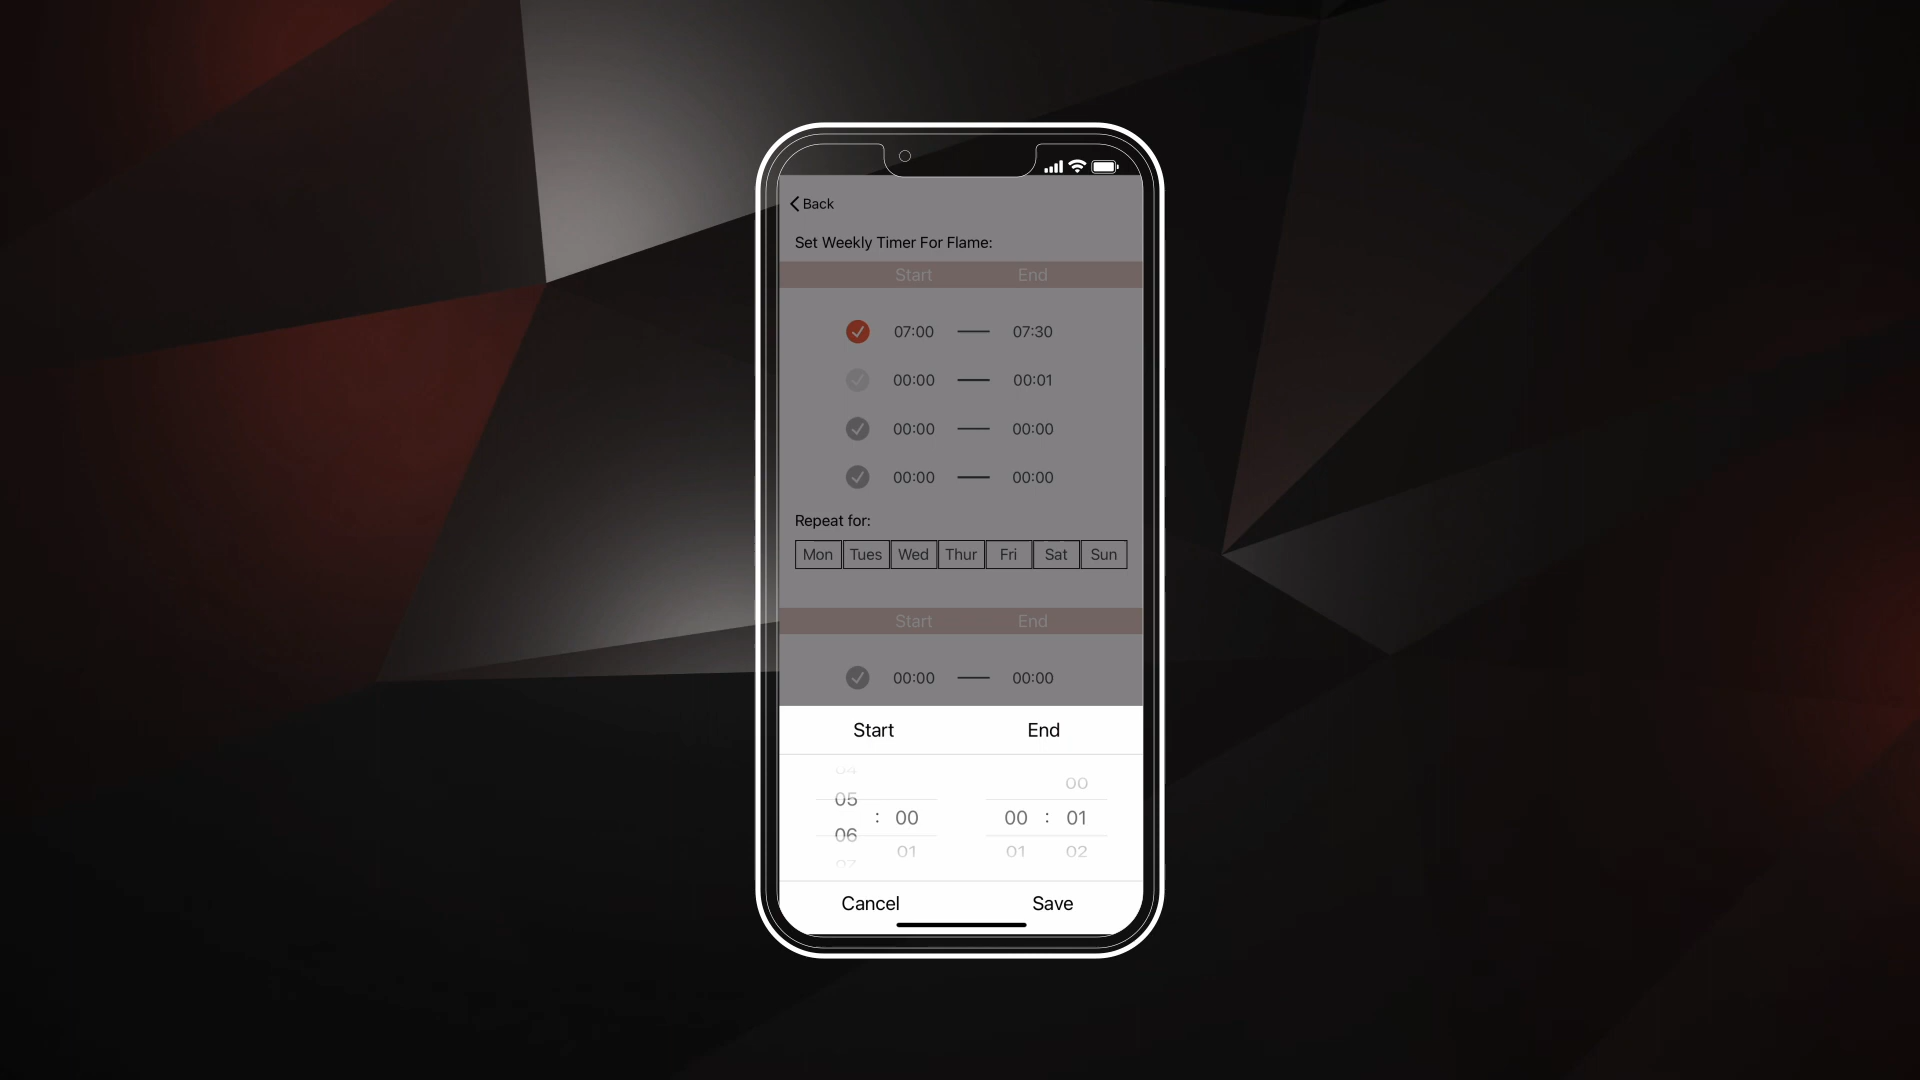 Back
Set Weekly Timer For Flame:
Start End
07:00 — 07:30
00:00 — 00:01
00:00 — 00:00
00:00 — 00:00
Repeat for:
Mon Tues Wed Thur Fri Sat Sun
Start End
00:00 — 00:00
Start End
04
00
05
: 00 00 : 01
06
01 01 02
07
Cancel Save